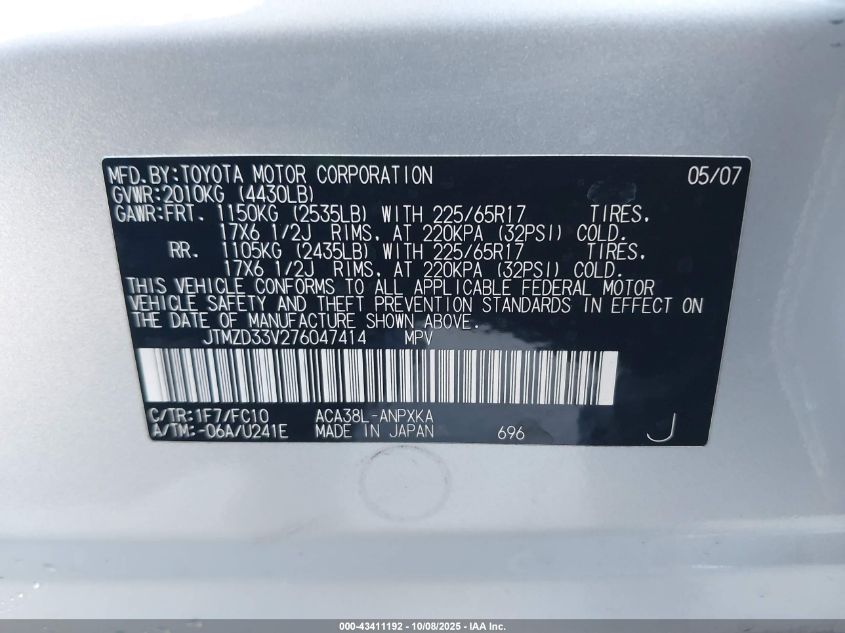 MFD.BY:TOYOTA MOTOR CORPORATION 05/07
GVWR:2010KG (4430LB)
GAWR:FRT. 1150KG (2535LB) WITH 225/65R17 TIRES,
17X6 1/2J RIMS, AT 220KPA (32PSI) COLD.
RR. 1105KG (2435LB) WITH 225/65R17 TIRES,
17X6 1/2J RIMS, AT 220KPA (32PSI) COLD.
THIS VEHICLE CONFORMS TO ALL APPLICABLE FEDERAL MOTOR
VEHICLE SAFETY AND THEFT PREVENTION STANDARDS IN EFFECT ON
THE DATE OF MANUFACTURE SHOWN ABOVE.
JTMZD33V276047414 MPV
C/TR:1F7/FC10 ACA38L-ANPXKA
A/TM:-06A/U241E MADE IN JAPAN 696 J
000-43411192 - 10/08/2025 - IAA Inc.